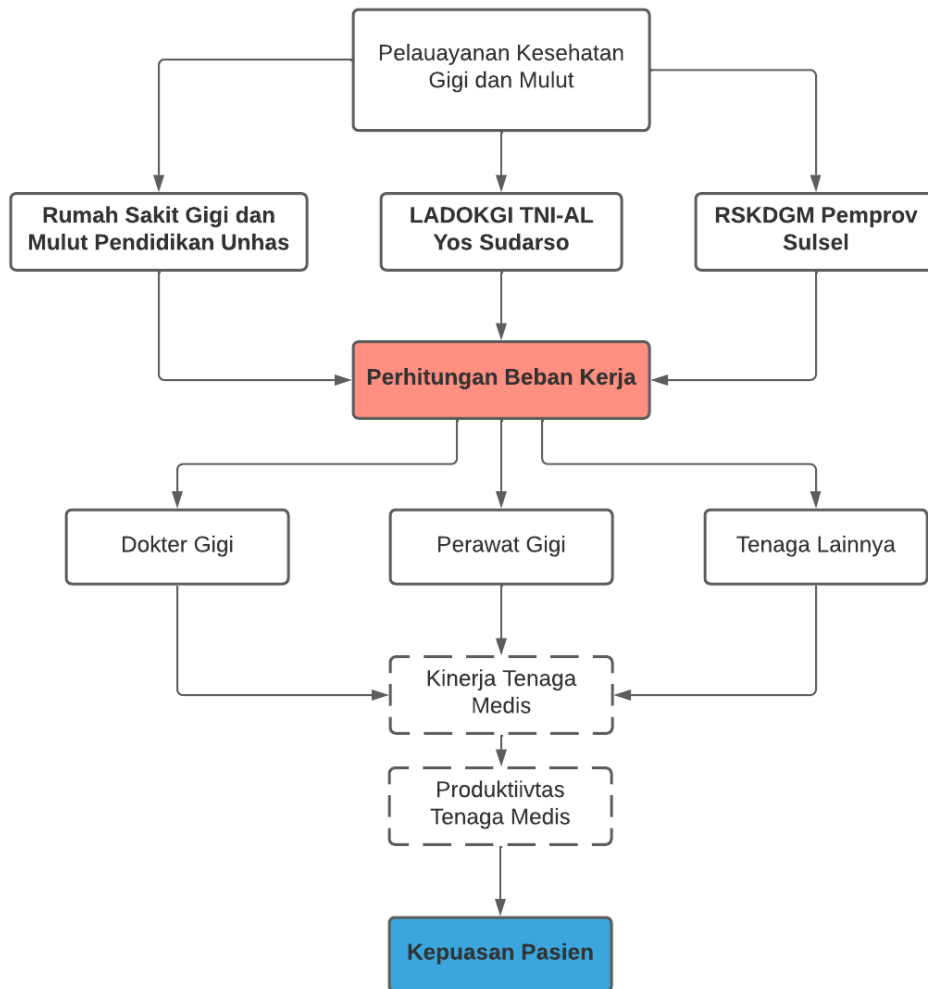 Pelauayanan Kesehatan
Gigi dan Mulut
Rumah Sakit Gigi dan
Mulut Pendidikan Unhas
LADOKGI TNI-AL
Yos Sudarso
RSKDGM Pemprov
Sulsel
Perhitungan Beban Kerja
Dokter Gigi
Perawat Gigi
Tenaga Lainnya
Kinerja Tenaga
Medis
Produktiivtas
Tenaga Medis
Kepuasan Pasien